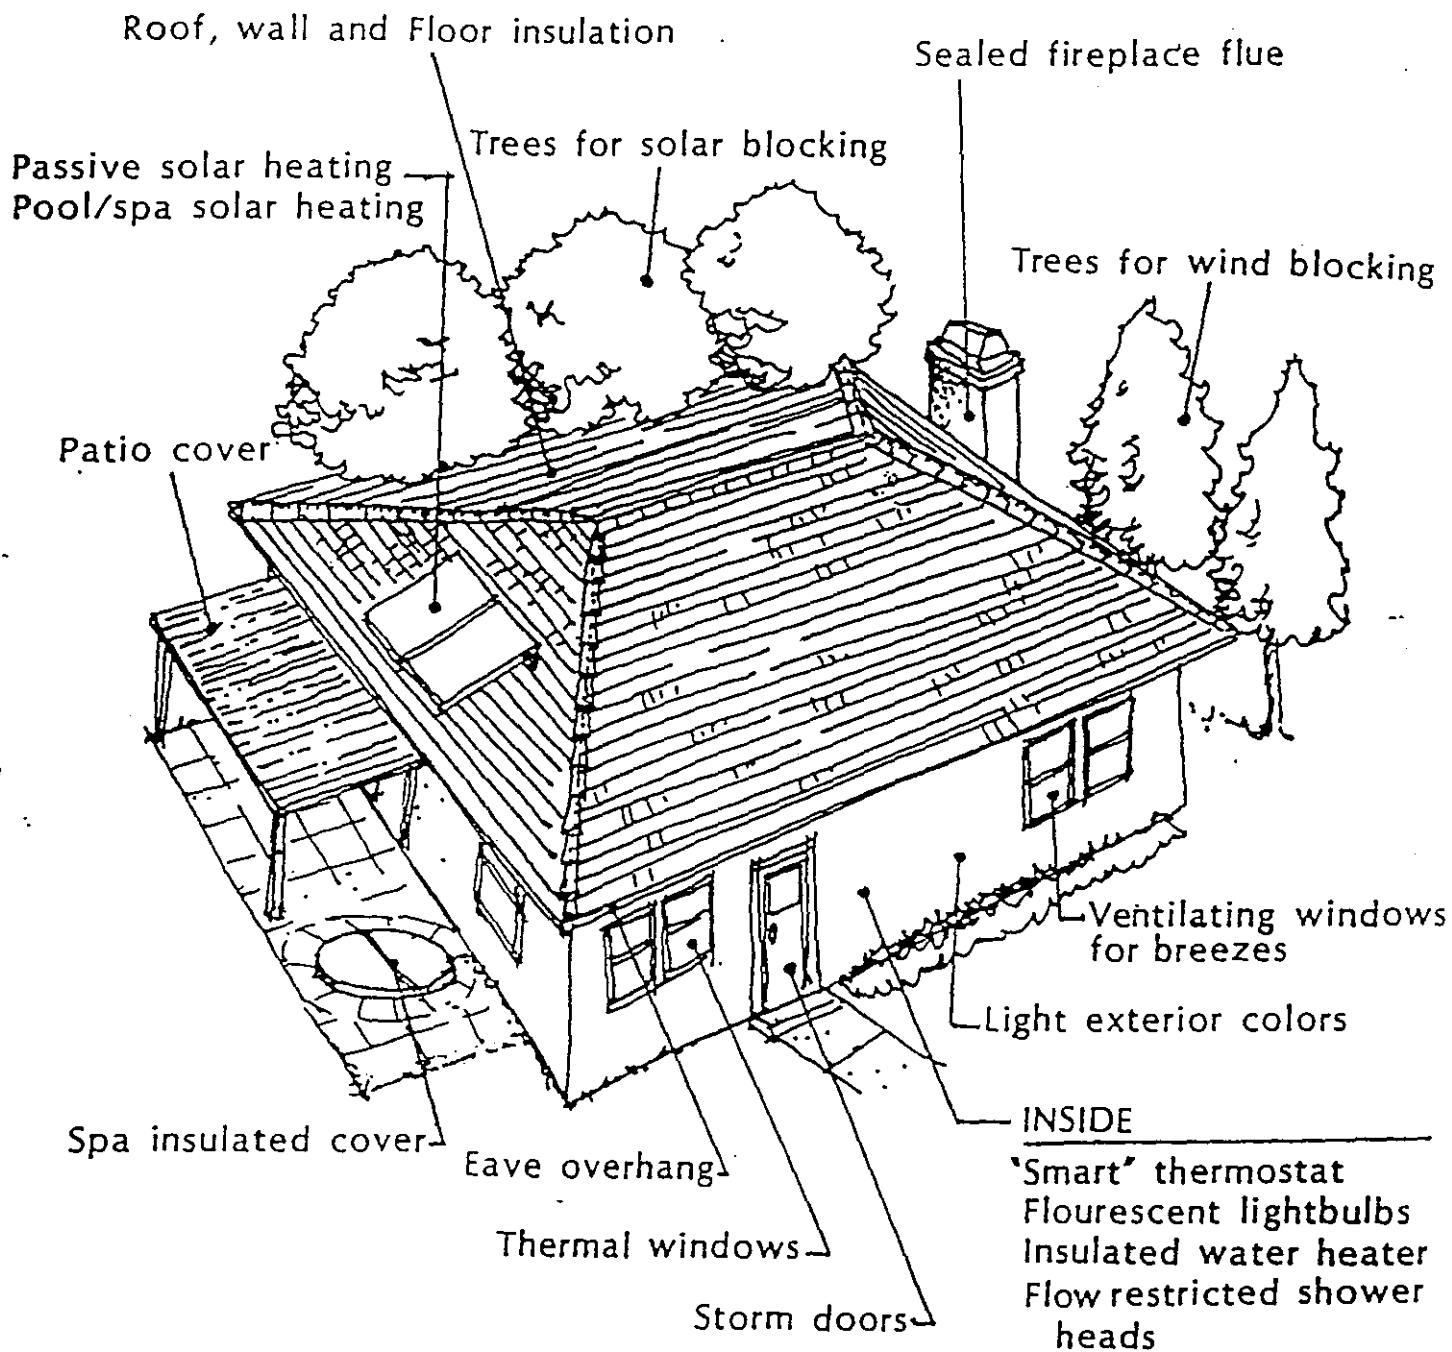 Roof, wall and Floor insulation
Sealed fireplace flue
Trees for solar blocking
Passive solar heating
Pool/spa solar heating
Trees for wind blocking
Patio cover
Ventilating windows
for breezes
Light exterior colors
Spa insulated cover
Eave overhang
Thermal windows
Storm doors
INSIDE
"Smart" thermostat
Flourescent lightbulbs
Insulated water heater
Flow restricted shower
heads